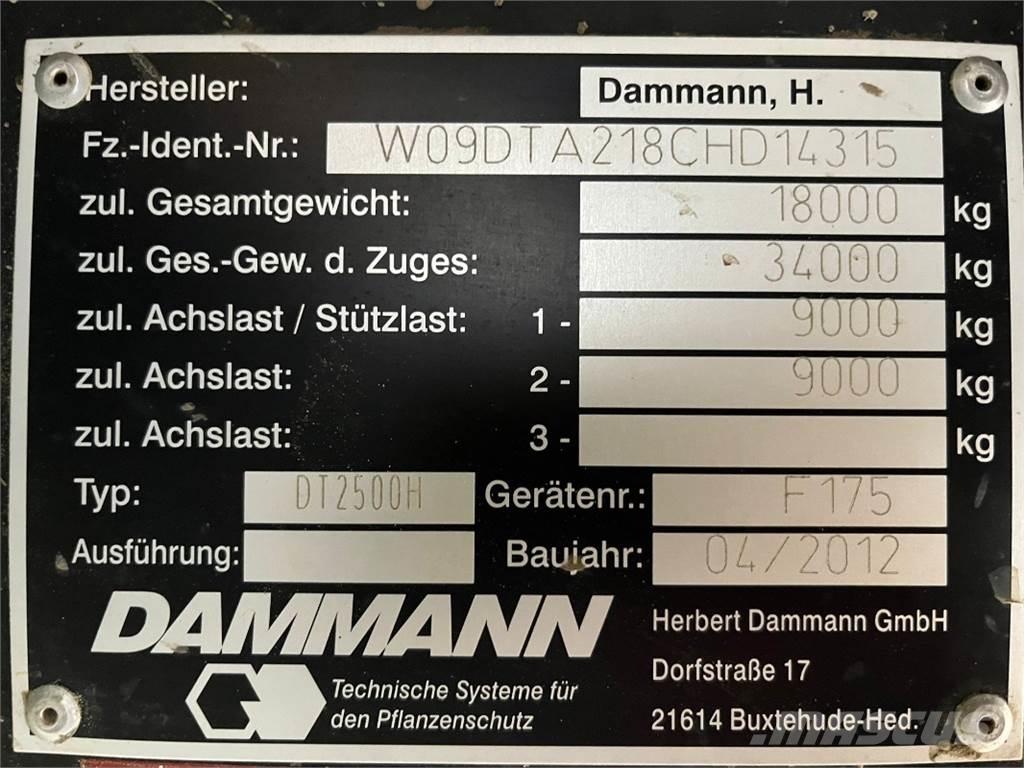 Hersteller: Dammann, H.
Fz.-Ident.-Nr.: W09DTA218CHD14315
zul. Gesamtgewicht: 18000 kg
zul. Ges.-Gew. d. Zuges: 34000 kg
zul. Achslast / Stützlast: 1 - 9000 kg
zul. Achslast: 2 - 9000 kg
zul. Achslast: 3 - kg
Typ: DT2500H Gerätenr.: F175
Ausführung: Baujahr: 04/2012
DAMMANN
Technische Systeme für
den Pflanzenschutz
Herbert Dammann GmbH
Dorfstraße 17
21614 Buxtehude-Hed.
MASCUS